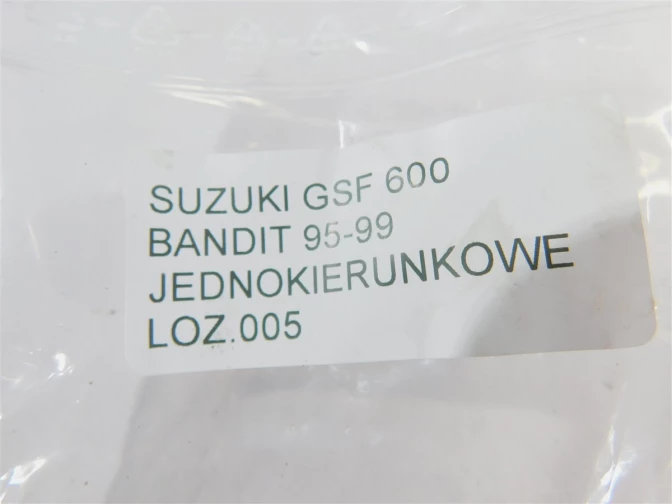 SUZUKI GSF 600
BANDIT 95-99
JEDNOKIERUNKOWE
LOZ.005